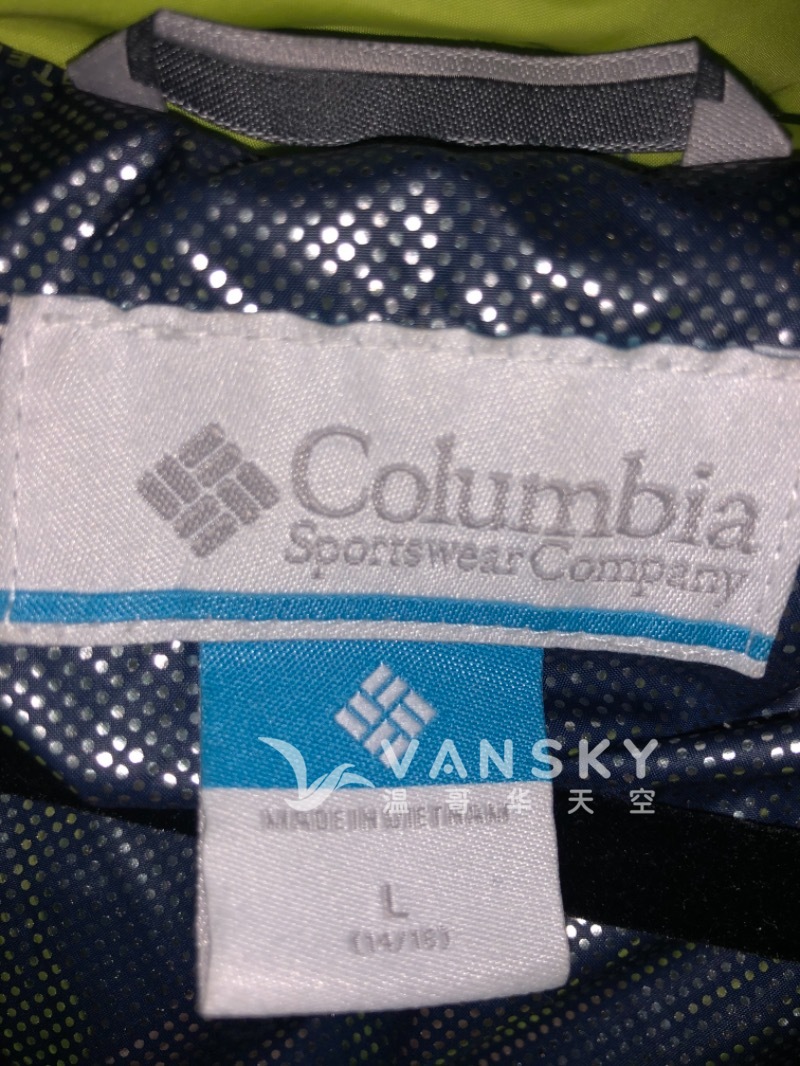 Columbia
Sportswear Company
VANSKY
温哥华天空
MADE IN VIETNAM
L
(14/16)